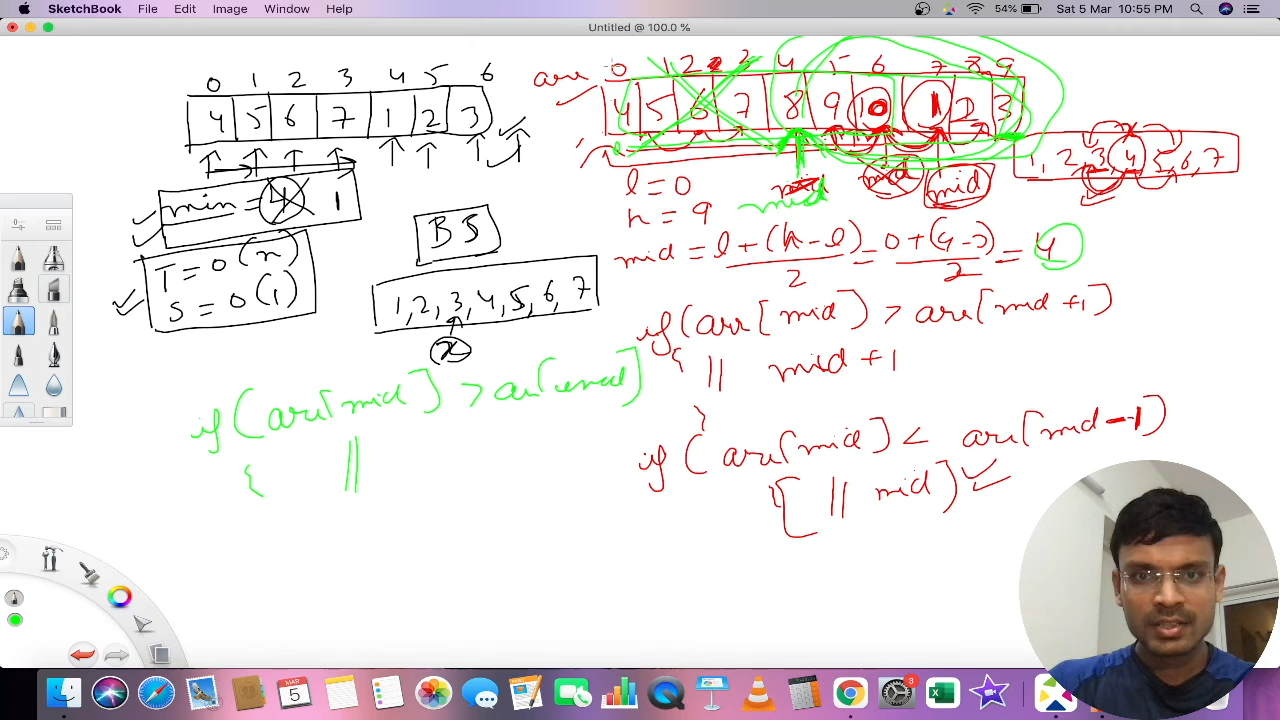 SketchBook File Edit Image Window Help
54% Sat 5 Mar 10:55 PM
Untitled @ 100.0 %
0 1 2 3 4 5 6
4 5 6 7 1 2 3
min = 4 1
T = O(n)
S = O(1)
BS
1, 2, 3, 4, 5, 6, 7
x
if (arr[mid] > arr[
{ //
arr
0 1 2 3 4 5 6 7 8 9
4 5 6 7 8 9 10 1 2 3
1, 2, 3, 4, 5, 6, 7
l = 0
h = 9
mid mid mid
mid = l + (h - l) / 2 = 0 + (9 - 0) / 2 = 4
if (arr[mid) > arr[mid +1)
{ // mid +1
}
if (arr[mid] < arr[mid -1)
{ // mid }
MAR
5
3